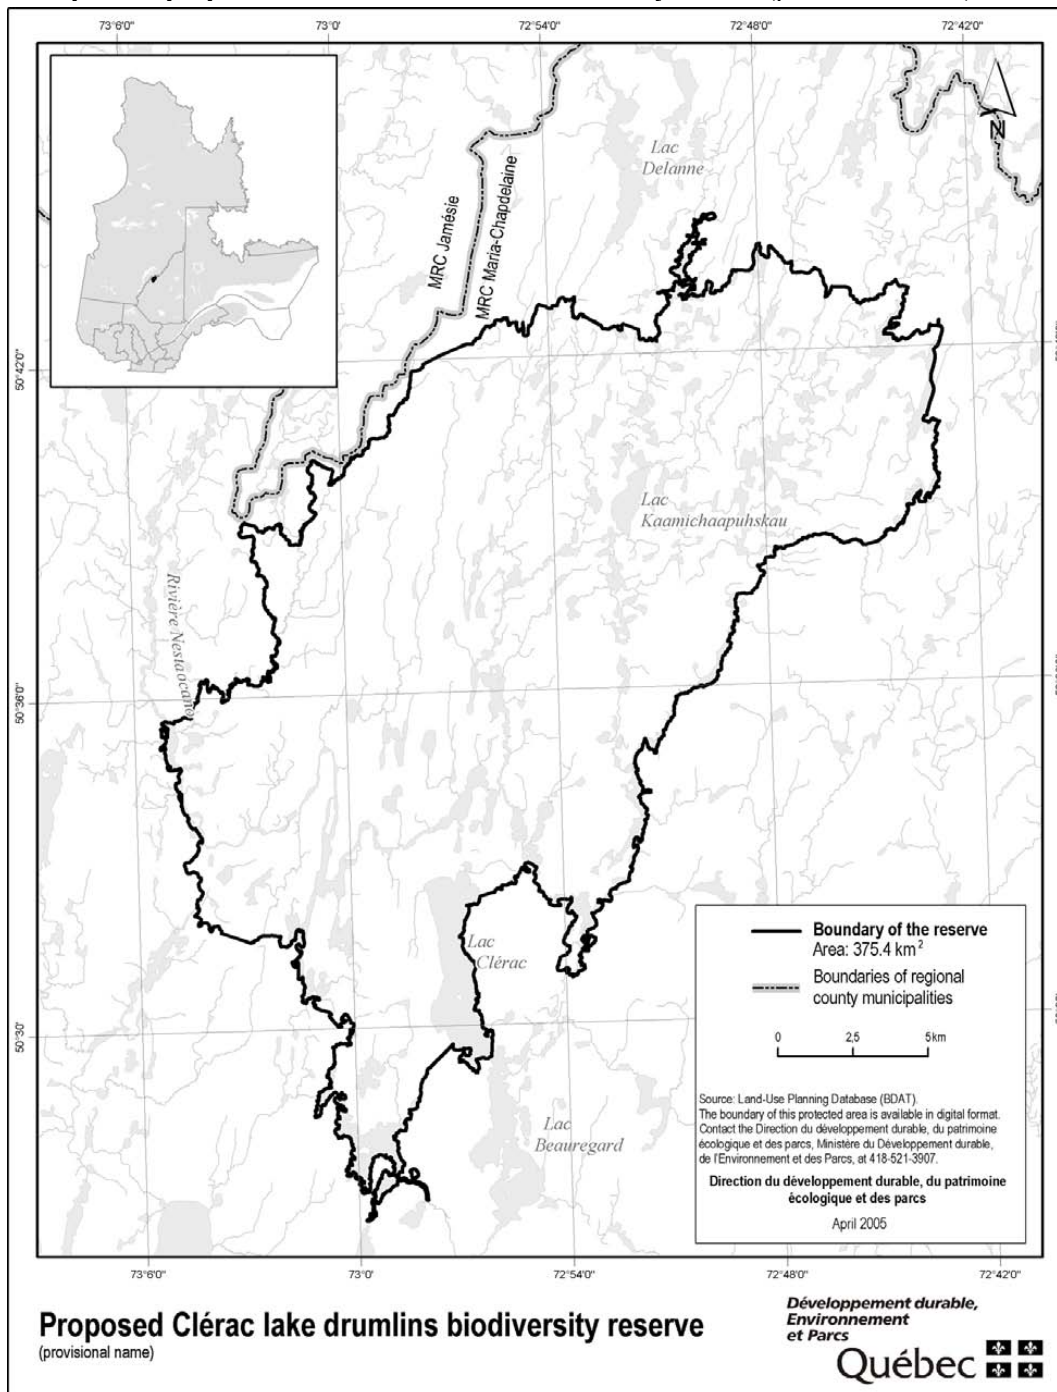 73°6'0"
73°0'
72°54'0"
72°48'0"
72°42'0"
N
Lac
Delanne
MRC Jamésie
MRC Maria-Chapdelaine
50°42'0"
Lac
Kaamichaapuhskau
Rivière Nestaocano
50°36'0"
Lac
Clérac
50°30'
Lac
Beauregard
Boundary of the reserve
Area: 375.4 km²
Boundaries of regional
county municipalities
0 2,5 5 km
Source: Land-Use Planning Database (BDAT).
The boundary of this protected area is available in digital format.
Contact the Direction du développement durable, du patrimoine
écologique et des parcs, Ministère du Développement durable,
de l'Environnement et des Parcs, at 418-521-3907.
Direction du développement durable, du patrimoine
écologique et des parcs
April 2005
73°6'0"
73°0'
72°54'0"
72°48'0"
72°42'0"
Proposed Clérac lake drumlins biodiversity reserve
(provisional name)
Développement durable,
Environnement
et Parcs
Québec